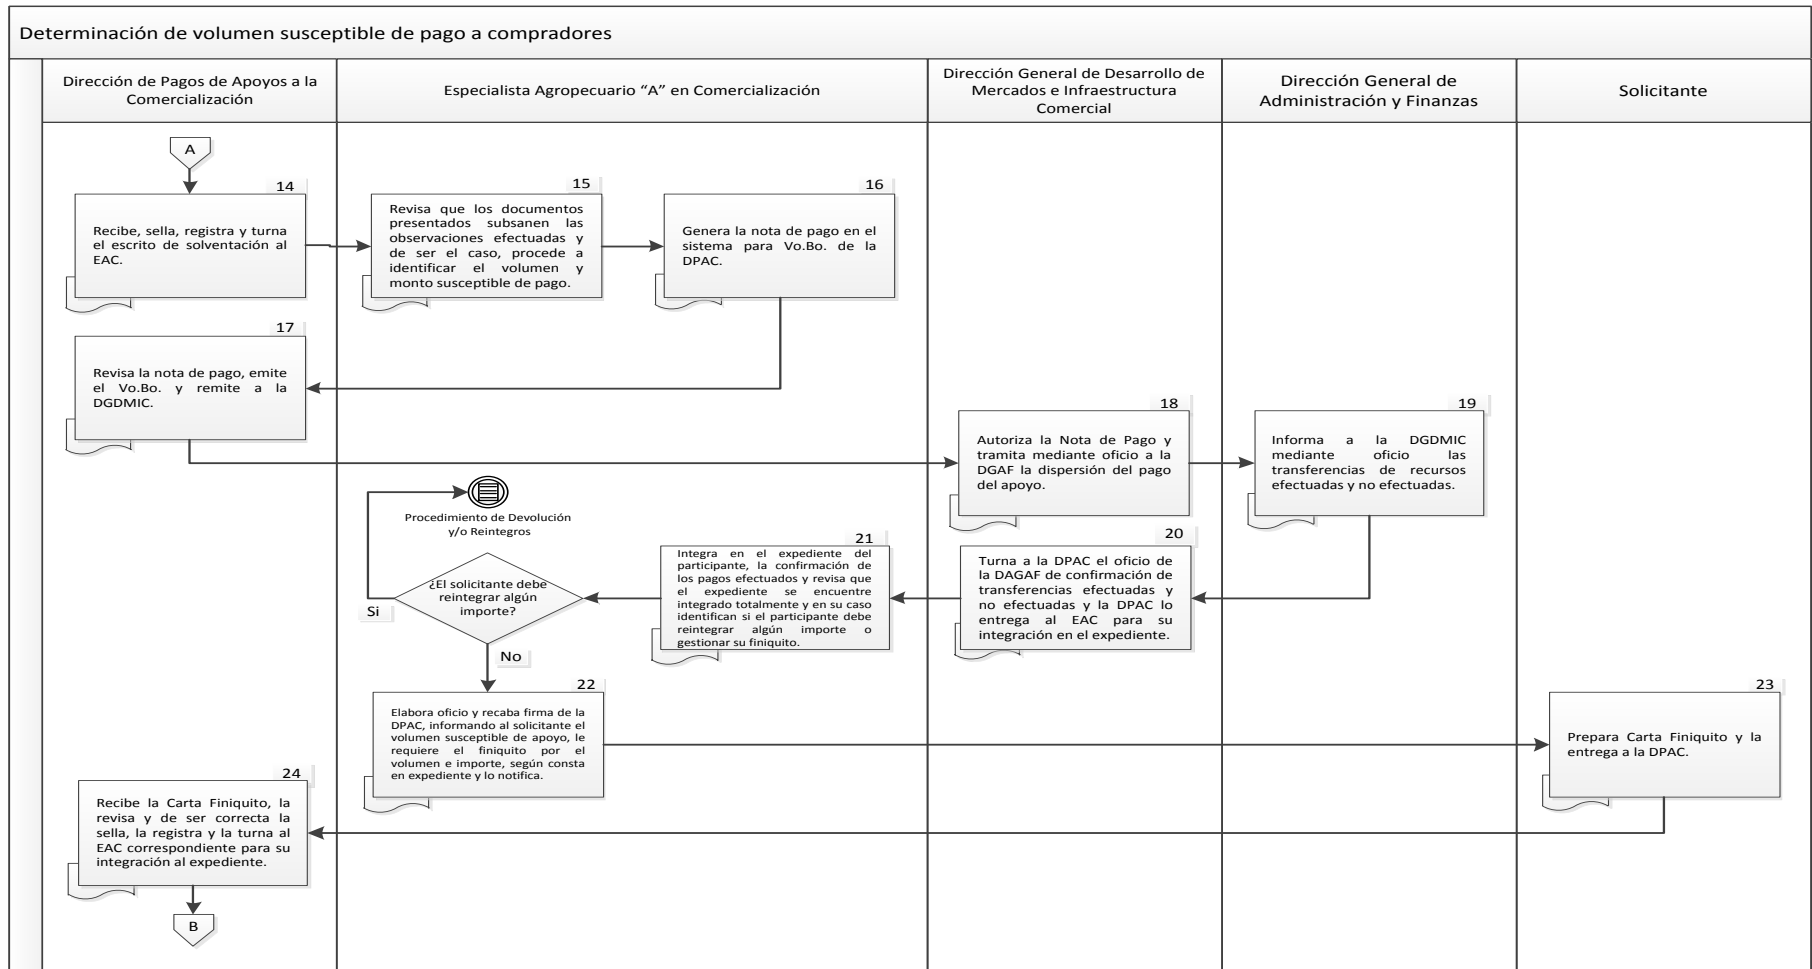 Determinación de volumen susceptible de pago a compradores
Dirección de Pagos de Apoyos a la
Comercialización
Especialista Agropecuario “A” en Comercialización
Dirección General de Desarrollo de
Mercados e Infraestructura
Comercial
Dirección General de
Administración y Finanzas
Solicitante
A
14
Recibe, sella, registra y turna
el escrito de solventación al
EAC.
15
Revisa que los documentos
presentados subsanen las
observaciones efectuadas y
de ser el caso, procede a
identificar el volumen y
monto susceptible de pago.
16
Genera la nota de pago en el
sistema para Vo.Bo. de la
DPAC.
17
Revisa la nota de pago, emite
el Vo.Bo. y remite a la
DGDMIC.
18
Autoriza la Nota de Pago y
tramita mediante oficio a la
DGAF la dispersión del pago
del apoyo.
19
Informa a la DGDMIC
mediante oficio las
transferencias de recursos
efectuadas y no efectuadas.
20
Turna a la DPAC el oficio de
la DAGAF de confirmación de
transferencias efectuadas y
no efectuadas y la DPAC lo
entrega al EAC para su
integración en el expediente.
21
Integra en el expediente del
participante, la confirmación de
los pagos efectuados y revisa que
el expediente se encuentre
integrado totalmente y en su caso
identifican si el participante debe
reintegrar algún importe o
gestionar su finiquito.
¿El solicitante debe
reintegrar algún
importe?
Si
Procedimiento de Devolución
y/o Reintegros
No
22
Elabora oficio y recaba firma de la
DPAC, informando al solicitante el
volumen susceptible de apoyo, le
requiere el finiquito por el
volumen e importe, según consta
en expediente y lo notifica.
23
Prepara Carta Finiquito y la
entrega a la DPAC.
24
Recibe la Carta Finiquito, la
revisa y de ser correcta la
sella, la registra y la turna al
EAC correspondiente para su
integración al expediente.
B